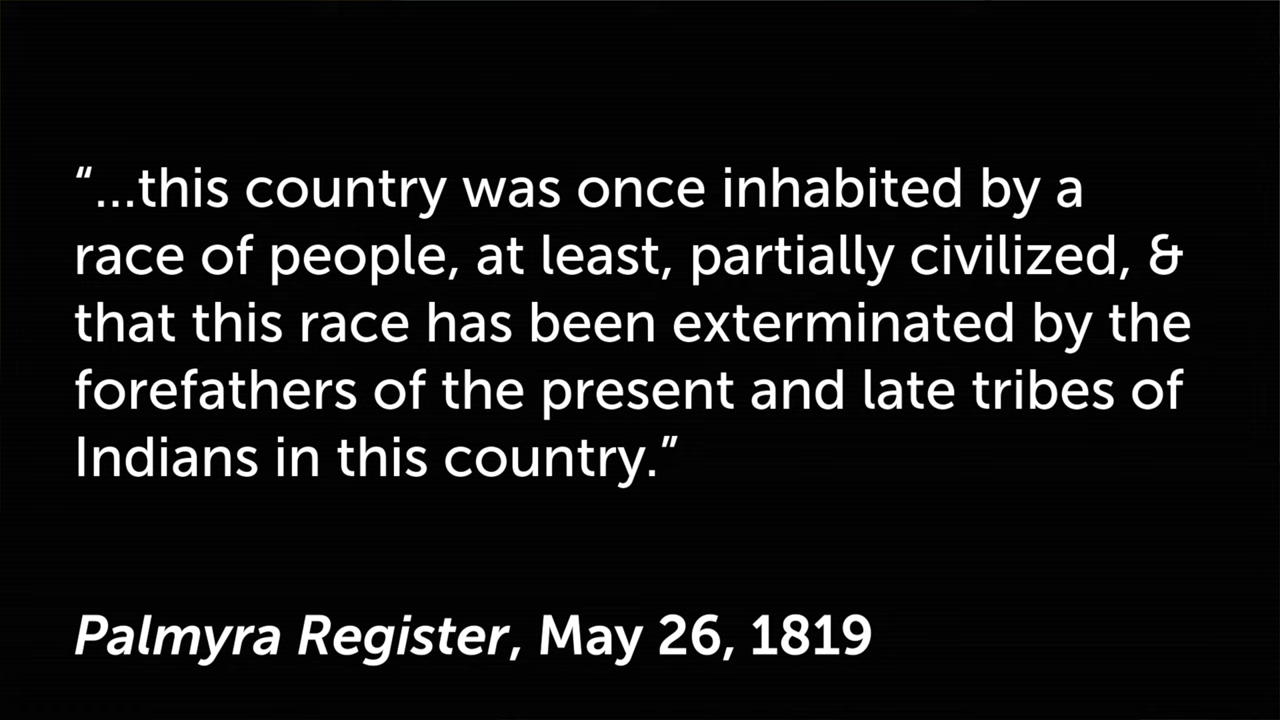 “...this country was once inhabited by a
race of people, at least, partially civilized, &
that this race has been exterminated by the
forefathers of the present and late tribes of
Indians in this country.”
Palmyra Register, May 26, 1819